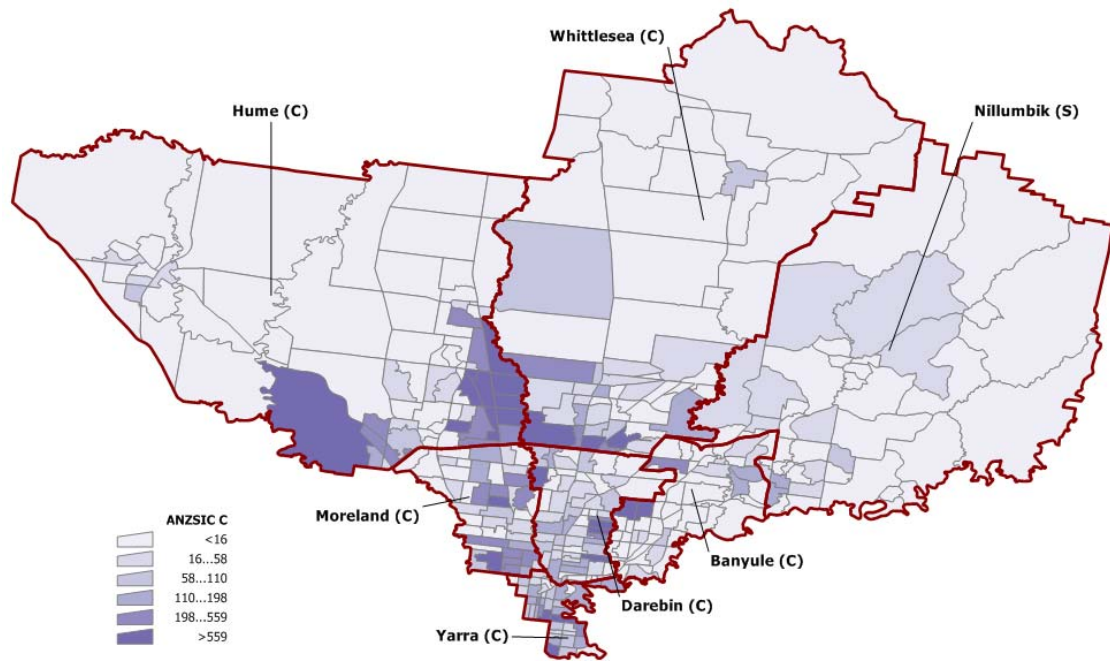 Whittlesea (C)
Hume (C)
Nillumbik (S)
Moreland (C)
Banyule (C)
Darebin (C)
Yarra (C)
ANZSIC C
<16
16...58
58...110
110...198
198...559
>559